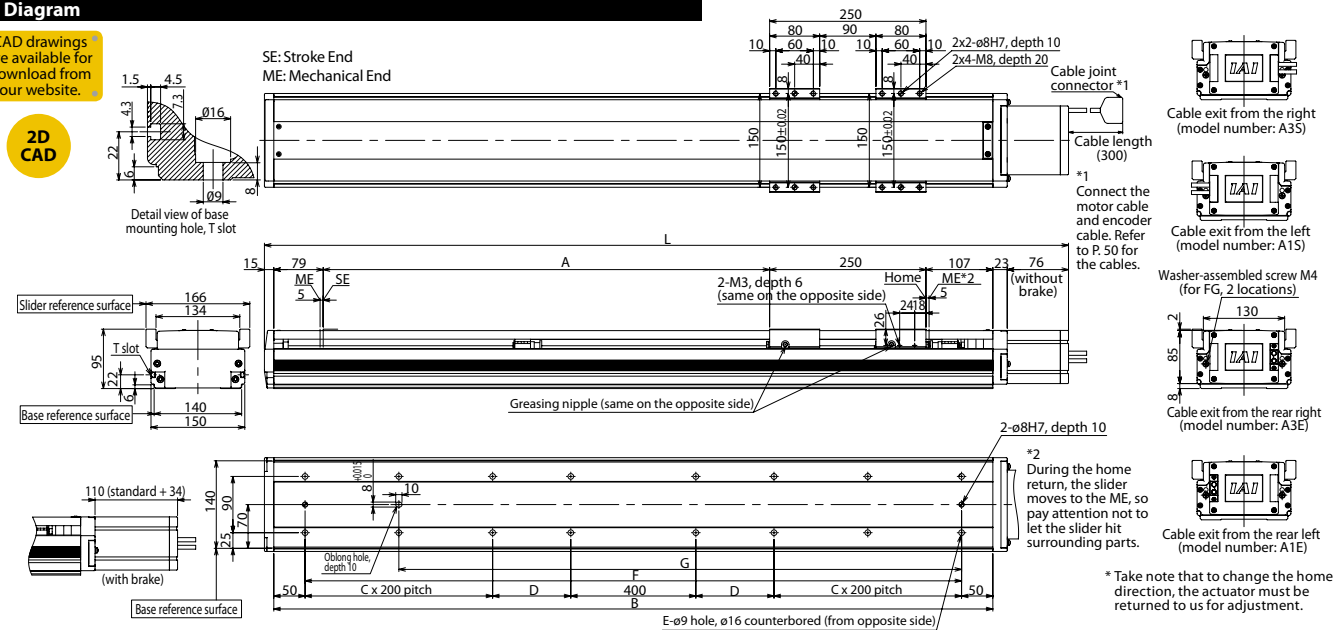 Diagram
CAD drawings
are available for
download from
our website.
2D
CAD
SE: Stroke End
ME: Mechanical End
1.5
4.5
4.3
7.3
Ø16
22
6
Ø9
8
Detail view of base
mounting hole, T slot
250
80
90
80
10
60
10
10
60
10
40
40
8
8
150
150±0.02
150
150±0.02
2x2-ø8H7, depth 10
2x4-M8, depth 20
Cable joint
connector *1
Cable length
(300)
*1
Connect the
motor cable
and encoder
cable. Refer
to P. 50 for
the cables.
IAI
Cable exit from the right
(model number: A3S)
IAI
Cable exit from the left
(model number: A1S)
Washer-assembled screw M4
(for FG, 2 locations)
130
2
85
8
IAI
Cable exit from the rear right
(model number: A3E)
IAI
Cable exit from the rear left
(model number: A1E)
* Take note that to change the home
direction, the actuator must be
returned to us for adjustment.
L
15
79
A
250
107
23
76
ME
SE
5
2-M3, depth 6
(same on the opposite side)
Home
ME*2
5
(without
brake)
24
18
26
Greasing nipple (same on the opposite side)
Slider reference surface
166
134
95
T slot
22
6
Base reference surface
140
150
110 (standard + 34)
(with brake)
Base reference surface
140
90
70
25
8 +0.015 0
10
Oblong hole,
depth 10
2-ø8H7, depth 10
*2
During the home
return, the slider
moves to the ME, so
pay attention not to
let the slider hit
surrounding parts.
G
F
50
C x 200 pitch
D
400
D
C x 200 pitch
50
B
E-ø9 hole, ø16 counterbored (from opposite side)